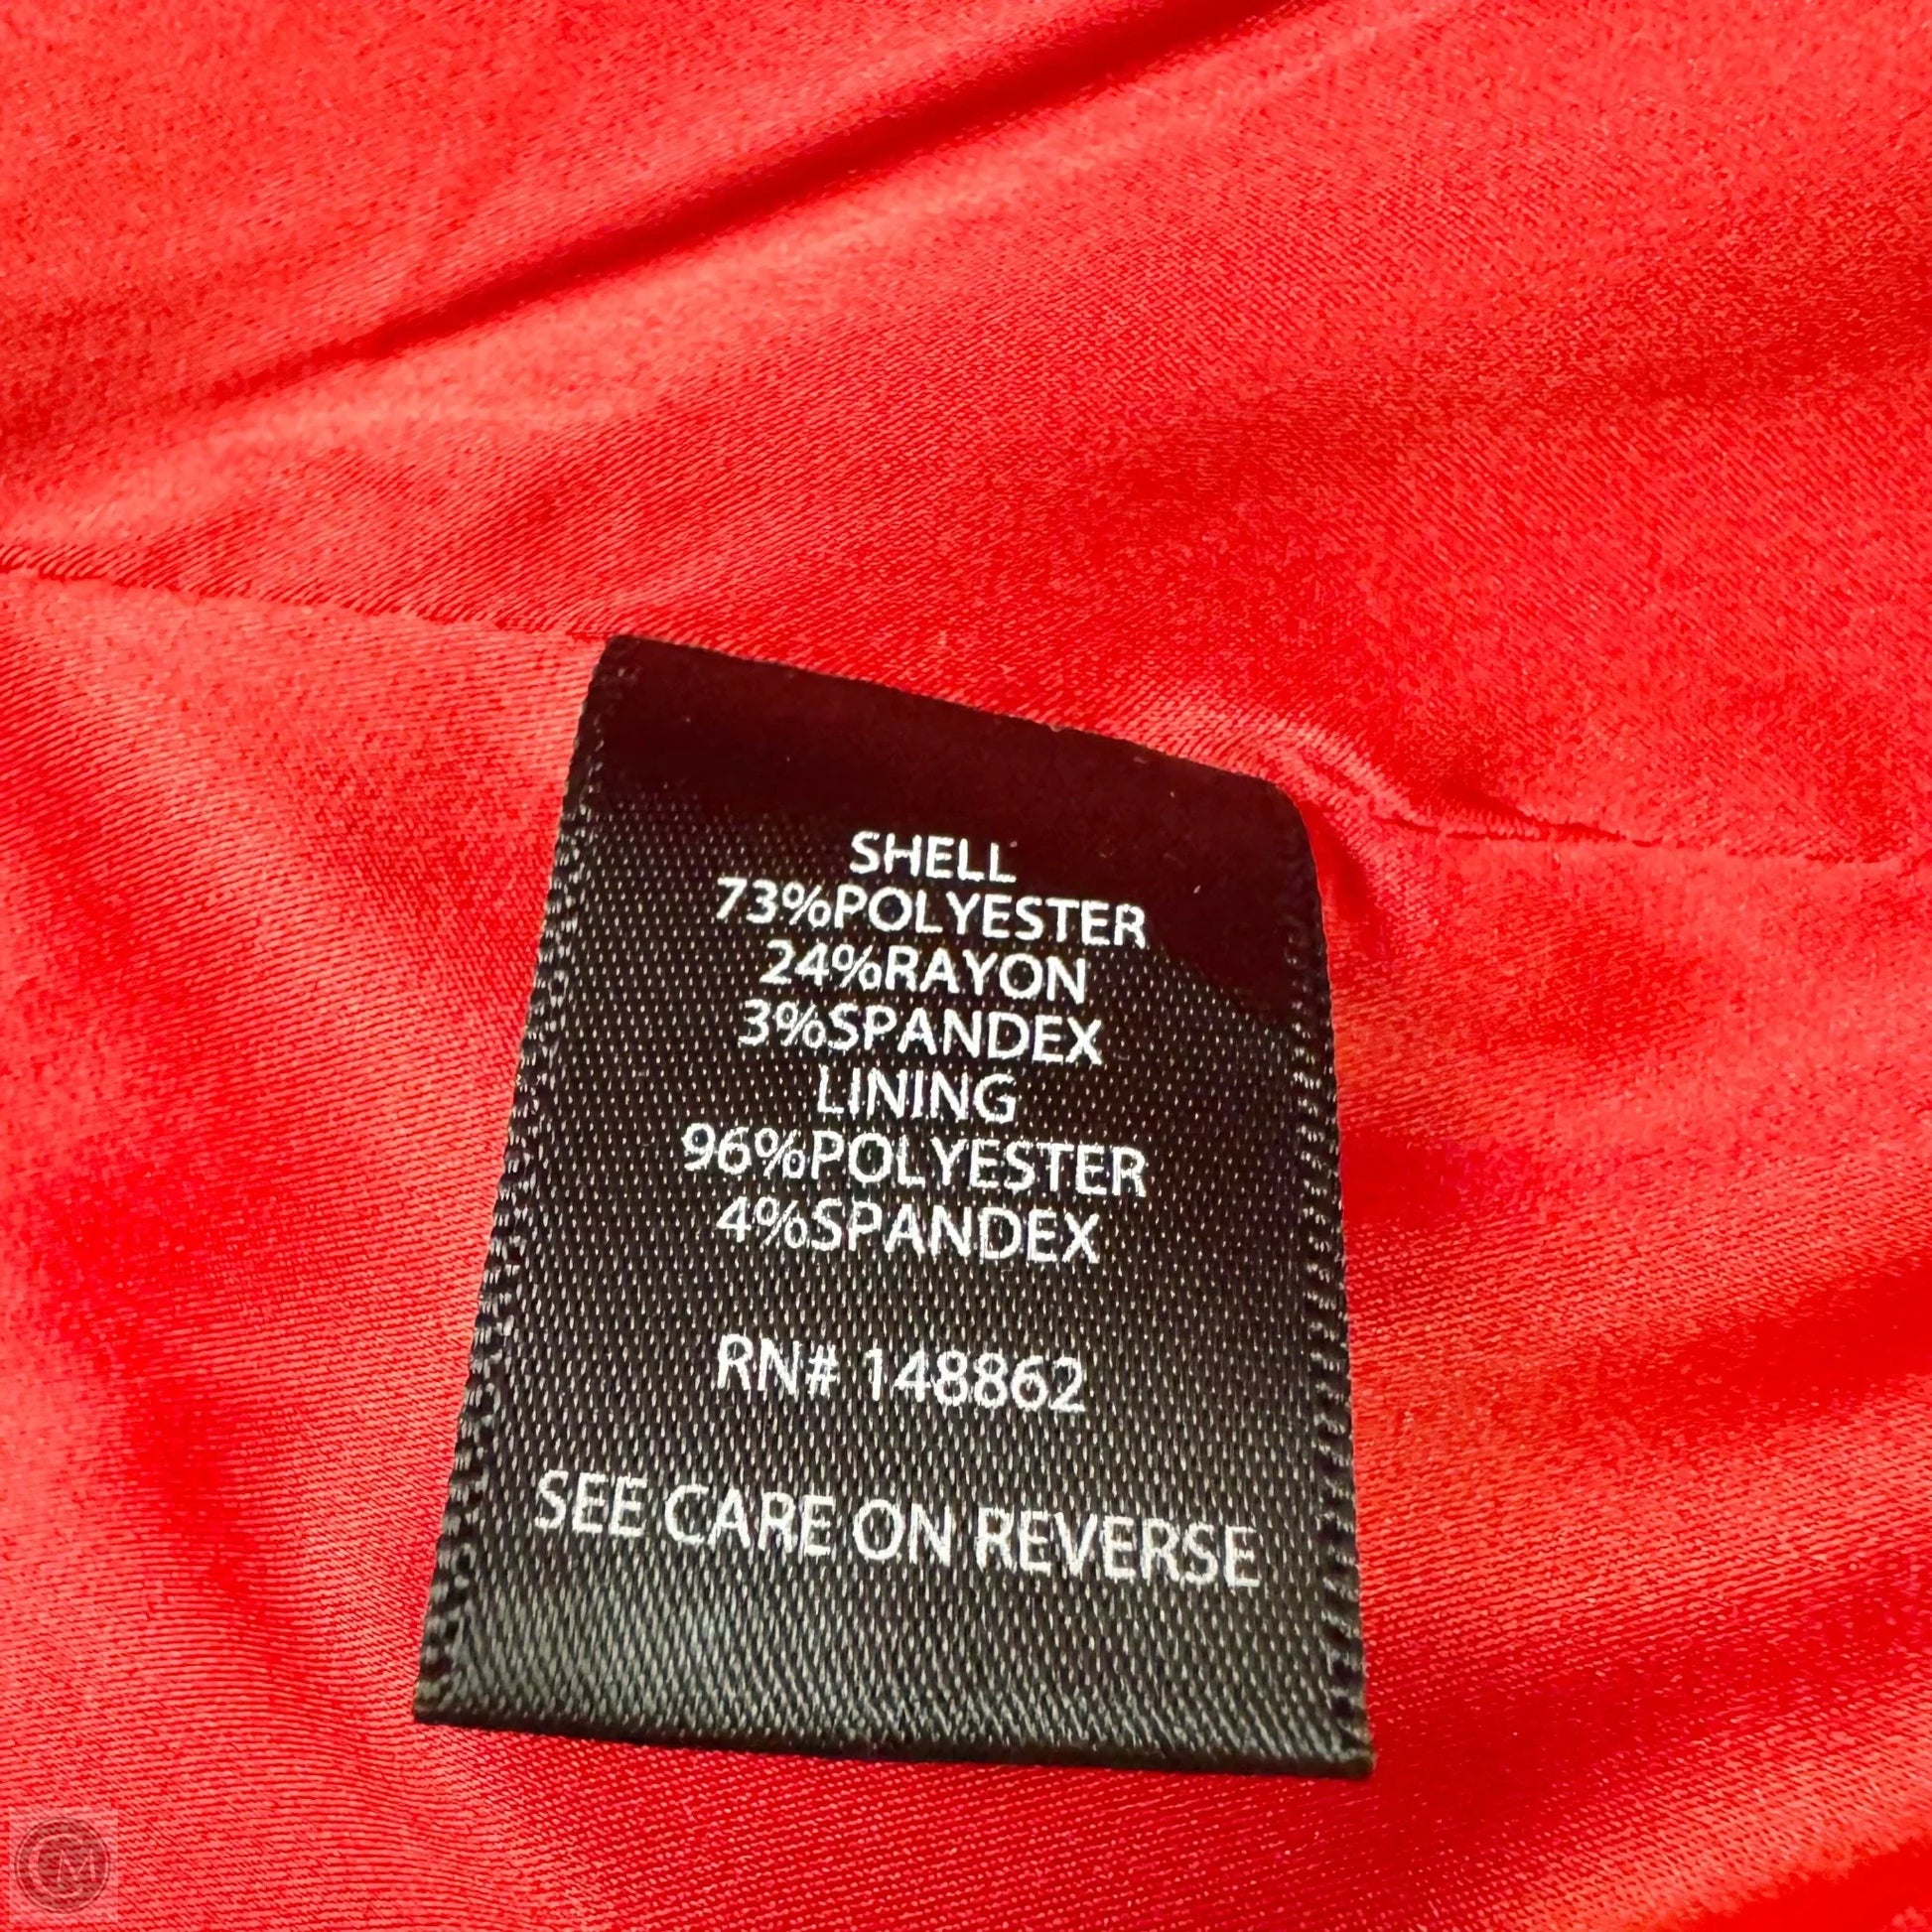 SHELL
73%POLYESTER
24%RAYON
3%SPANDEX
LINING
96%POLYESTER
4%SPANDEX
RN# 148862
SEE CARE ON REVERSE